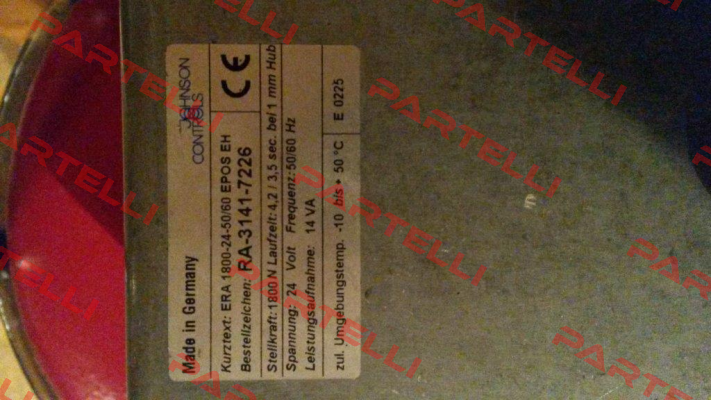 Made in Germany
JOHNSON
CONTROLS
Kurztext: ERA 1800-24-50/60 EPOS EH
Bestellzeichen: RA-3141-7226
CE
Stellkraft:1800 N Laufzeit: 4,2 / 3,5 sec. bei 1 mm Hub
Spannung: 24 Volt Frequenz:50/60 Hz
Leistungsaufnahme: 14 VA
zul. Umgebungstemp. -10 bis + 50 °C
E 0225
PARTELLI
PARTELLI
PARTELLI
PARTELLI
PARTELLI
PARTELLI
PARTELLI